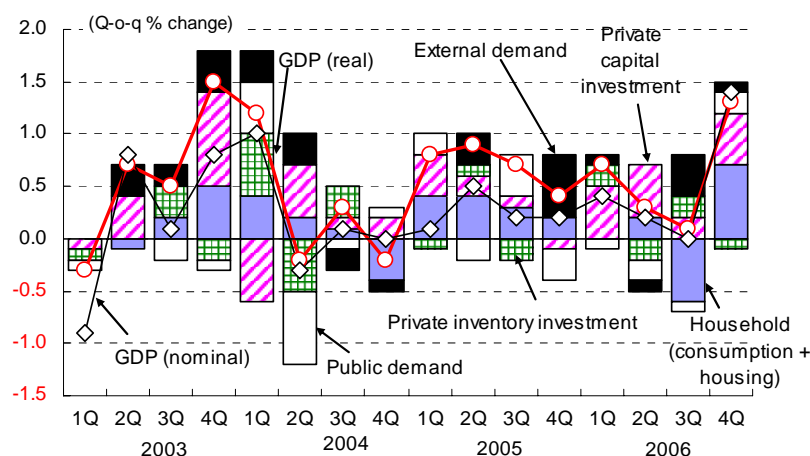 (Q-o-q % change)
2.0
1.5
1.0
0.5
0.0
-0.5
-1.0
-1.5
GDP (real)
External demand
Private
capital
investment
GDP (nominal)
Public demand
Private inventory investment
Household
(consumption +
housing)
1Q 2Q 3Q 4Q 1Q 2Q 3Q 4Q 1Q 2Q 3Q 4Q 1Q 2Q 3Q 4Q
2003 2004 2005 2006